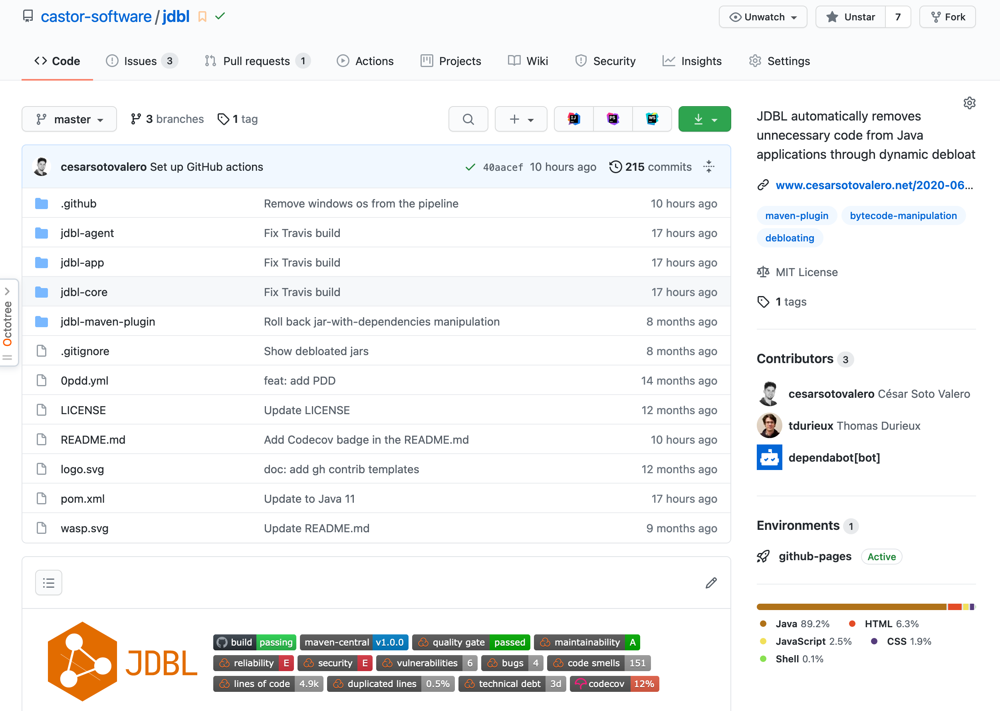 castor-software / jdbl
Unwatch
Unstar 7
Fork
Code
Issues 3
Pull requests 1
Actions
Projects
Wiki
Security
Insights
Settings
master
3 branches
1 tag
IJ
PS
WS
JDBL automatically removes
unnecessary code from Java
applications through dynamic debloat
www.cesarsotovalero.net/2020-06...
maven-plugin
bytecode-manipulation
debloating
MIT License
1 tags
cesarsotovalero Set up GitHub actions 40aacef 10 hours ago 215 commits
.github Remove windows os from the pipeline 10 hours ago
jdbl-agent Fix Travis build 17 hours ago
jdbl-app Fix Travis build 17 hours ago
jdbl-core Fix Travis build 17 hours ago
jdbl-maven-plugin Roll back jar-with-dependencies manipulation 8 months ago
.gitignore Show debloated jars 8 months ago
0pdd.yml feat: add PDD 14 months ago
LICENSE Update LICENSE 12 months ago
README.md Add Codecov badge in the README.md 10 hours ago
logo.svg doc: add gh contrib templates 12 months ago
pom.xml Update to Java 11 17 hours ago
wasp.svg Update README.md 9 months ago
Octotree
Contributors 3
cesarsotovalero César Soto Valero
tdurieux Thomas Durieux
dependabot[bot]
Environments 1
github-pages Active
Java 89.2% HTML 6.3%
JavaScript 2.5% CSS 1.9%
Shell 0.1%
JDBL
build passing maven-central v1.0.0 quality gate passed maintainability A
reliability E security E vulnerabilities 6 bugs 4 code smells 151
lines of code 4.9k duplicated lines 0.5% technical debt 3d codecov 12%